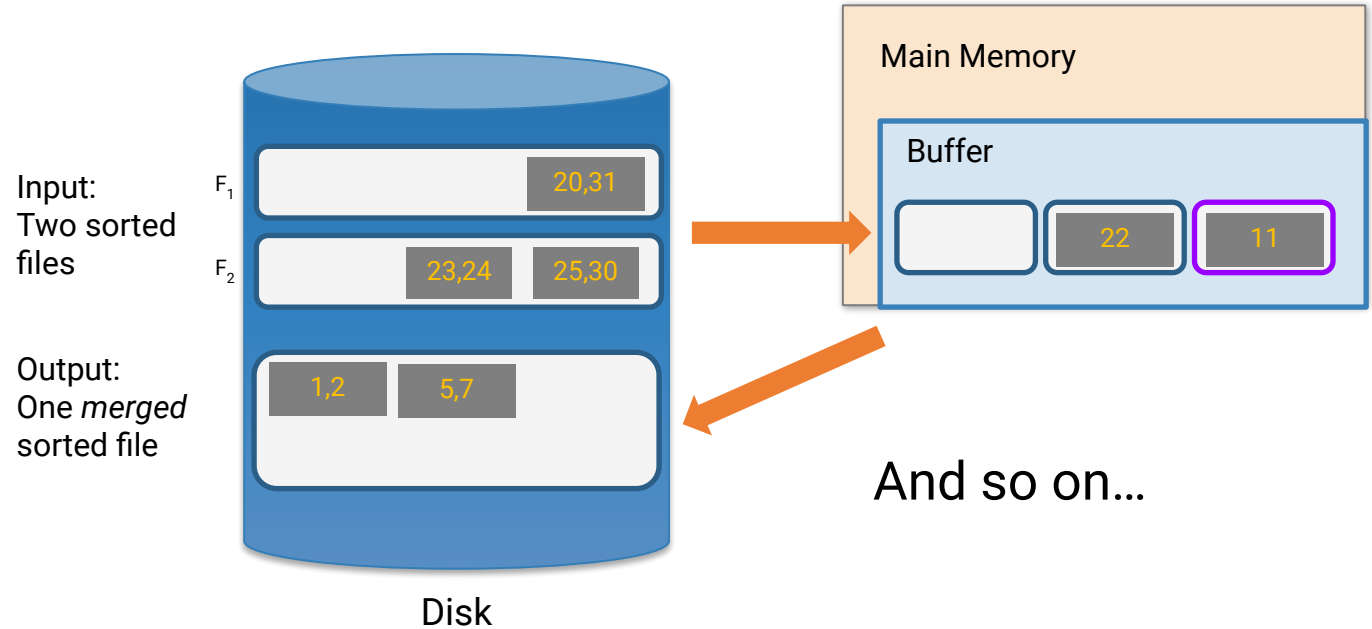 Main Memory
Buffer
Input:
Two sorted
files
F1
20,31
F2
23,24
25,30
22
11
Output:
One merged
sorted file
1,2
5,7
And so on…
Disk